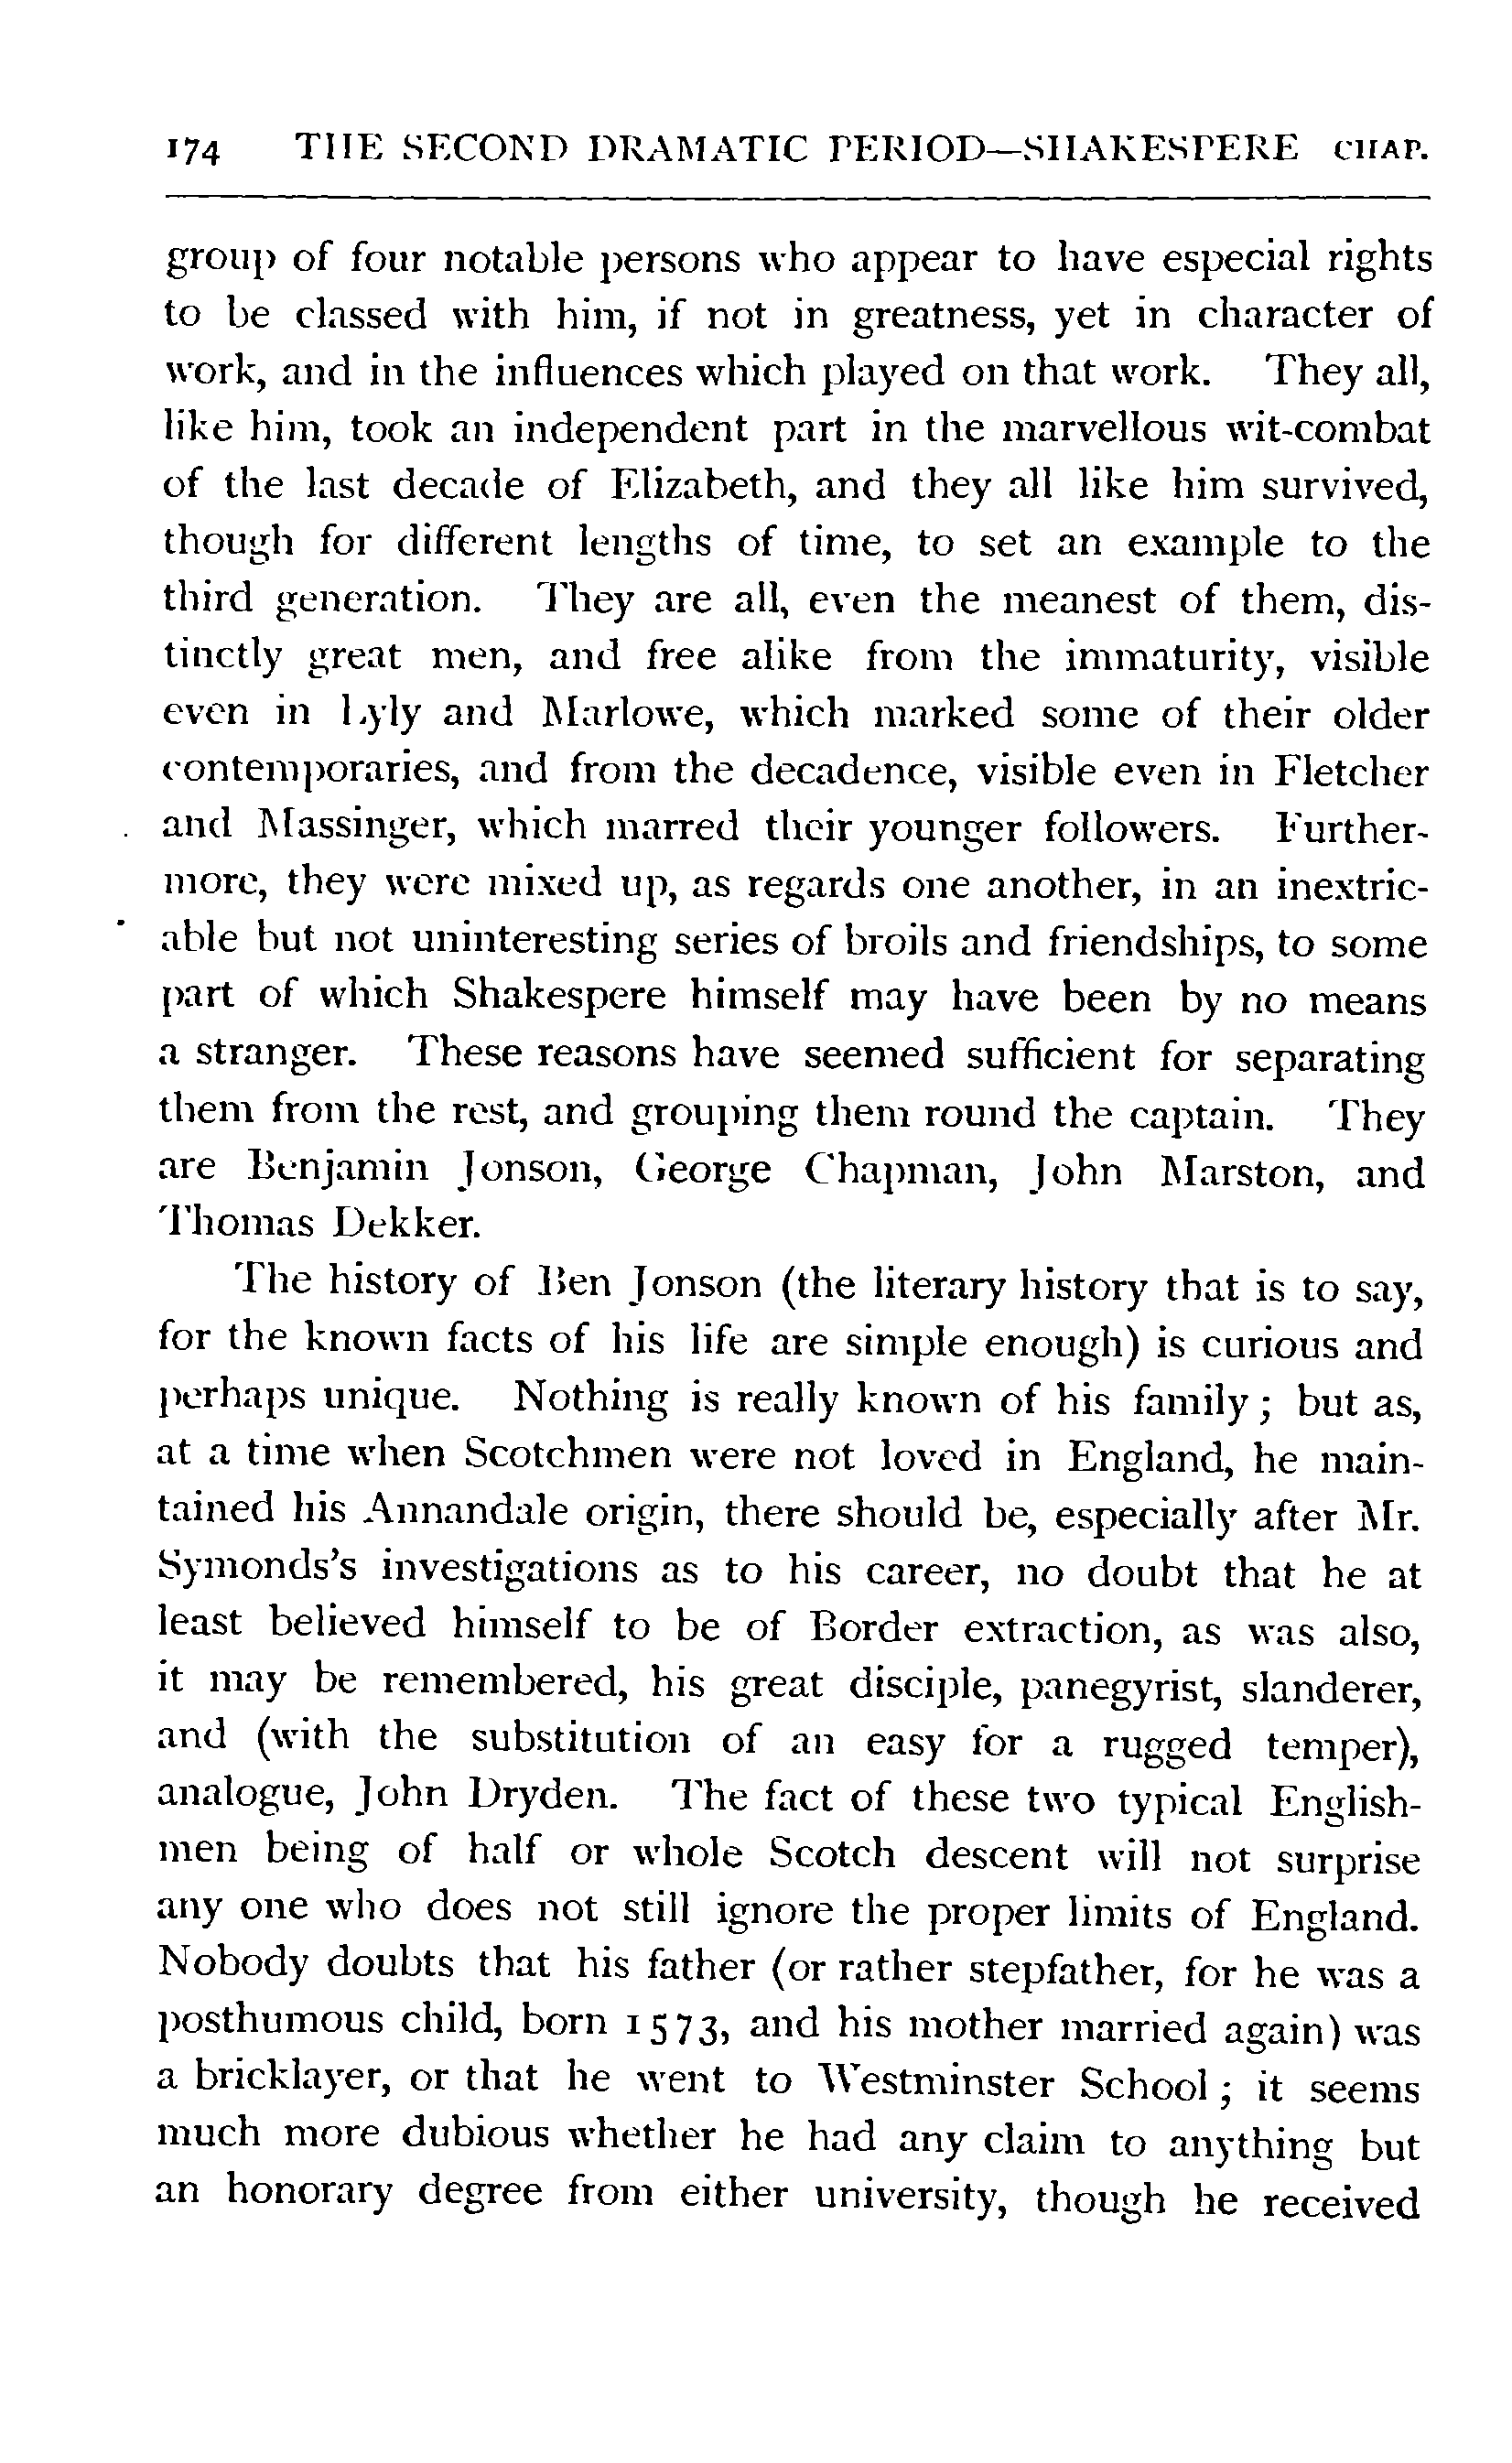 174 THE SECOND DRAMATIC PERIOD—SHAKESPERE CHAP.
group of four notable persons who appear to have especial rights
to be classed with him, if not in greatness, yet in character of
work, and in the influences which played on that work. They all,
like him, took an independent part in the marvellous wit-combat
of the last decade of Elizabeth, and they all like him survived,
though for different lengths of time, to set an example to the
third generation. They are all, even the meanest of them, dis-
tinctly great men, and free alike from the immaturity, visible
even in Lyly and Marlowe, which marked some of their older
contemporaries, and from the decadence, visible even in Fletcher
and Massinger, which marred their younger followers. Further-
more, they were mixed up, as regards one another, in an inextric-
able but not uninteresting series of broils and friendships, to some
part of which Shakespere himself may have been by no means
a stranger. These reasons have seemed sufficient for separating
them from the rest, and grouping them round the captain. They
are Benjamin Jonson, George Chapman, John Marston, and
Thomas Dekker.
The history of Ben Jonson (the literary history that is to say,
for the known facts of his life are simple enough) is curious and
perhaps unique. Nothing is really known of his family; but as,
at a time when Scotchmen were not loved in England, he main-
tained his Annandale origin, there should be, especially after Mr.
Symonds's investigations as to his career, no doubt that he at
least believed himself to be of Border extraction, as was also,
it may be remembered, his great disciple, panegyrist, slanderer,
and (with the substitution of an easy for a rugged temper),
analogue, John Dryden. The fact of these two typical English-
men being of half or whole Scotch descent will not surprise
any one who does not still ignore the proper limits of England.
Nobody doubts that his father (or rather stepfather, for he was a
posthumous child, born 1573, and his mother married again) was
a bricklayer, or that he went to Westminster School; it seems
much more dubious whether he had any claim to anything but
an honorary degree from either university, though he received